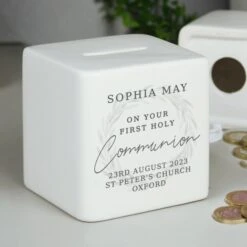 SOPHIA MAY
ON YOUR
FIRST HOLY
Communion
23RD AUGUST 2023
ST PETER'S CHURCH
OXFORD